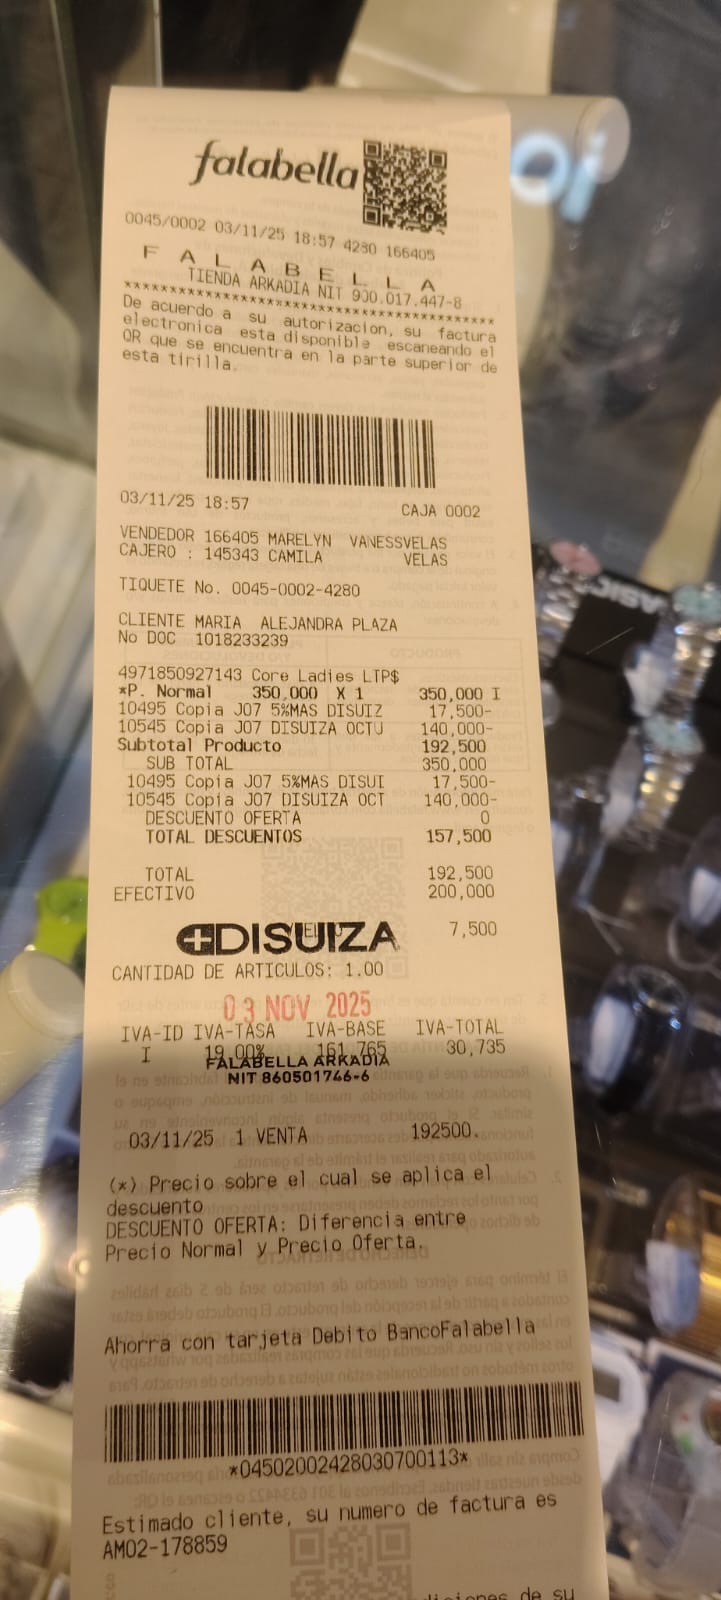 falabella
0045/0002 03/11/25 18:57 4280 166405
F A L A B E L L A
TIENDA ARKADIA NIT 900.017.447-8
****************************************
De acuerdo a su autorizacion, su factura
electronica esta disponible escaneando el
QR que se encuentra en la parte superior de
esta tirilla.
03/11/25 18:57 CAJA 0002
VENDEDOR 166405 MARELYN VANESSVELAS
CAJERO : 145343 CAMILA VELAS
TIQUETE No. 0045-0002-4280
CLIENTE MARIA ALEJANDRA PLAZA
No DOC 1018233239
4971850927143 Core Ladies LTP$
*P. Normal 350,000 X 1 350,000 I
10495 Copia J07 5%MAS DISUIZ 17,500-
10545 Copia J07 DISUIZA OCTU 140,000-
Subtotal Producto 192,500
SUB TOTAL 350,000
10495 Copia J07 5%MAS DISUI 17,500-
10545 Copia J07 DISUIZA OCT 140,000-
DESCUENTO OFERTA 0
TOTAL DESCUENTOS 157,500
TOTAL 192,500
EFECTIVO 200,000
DISUIZA 7,500
CANTIDAD DE ARTICULOS: 1.00
03 NOV 2025
IVA-ID IVA-TASA IVA-BASE IVA-TOTAL
I 19.00% 161,765 30,735
FALABELLA ARKADIA
NIT 860501746-6
03/11/25 1 VENTA 192500.
(*) Precio sobre el cual se aplica el
descuento
DESCUENTO OFERTA: Diferencia entre
Precio Normal y Precio Oferta.
Ahorra con tarjeta Debito BancoFalabella
*04502002428030700113*
Estimado cliente, su numero de factura es
AM02-178859
de su